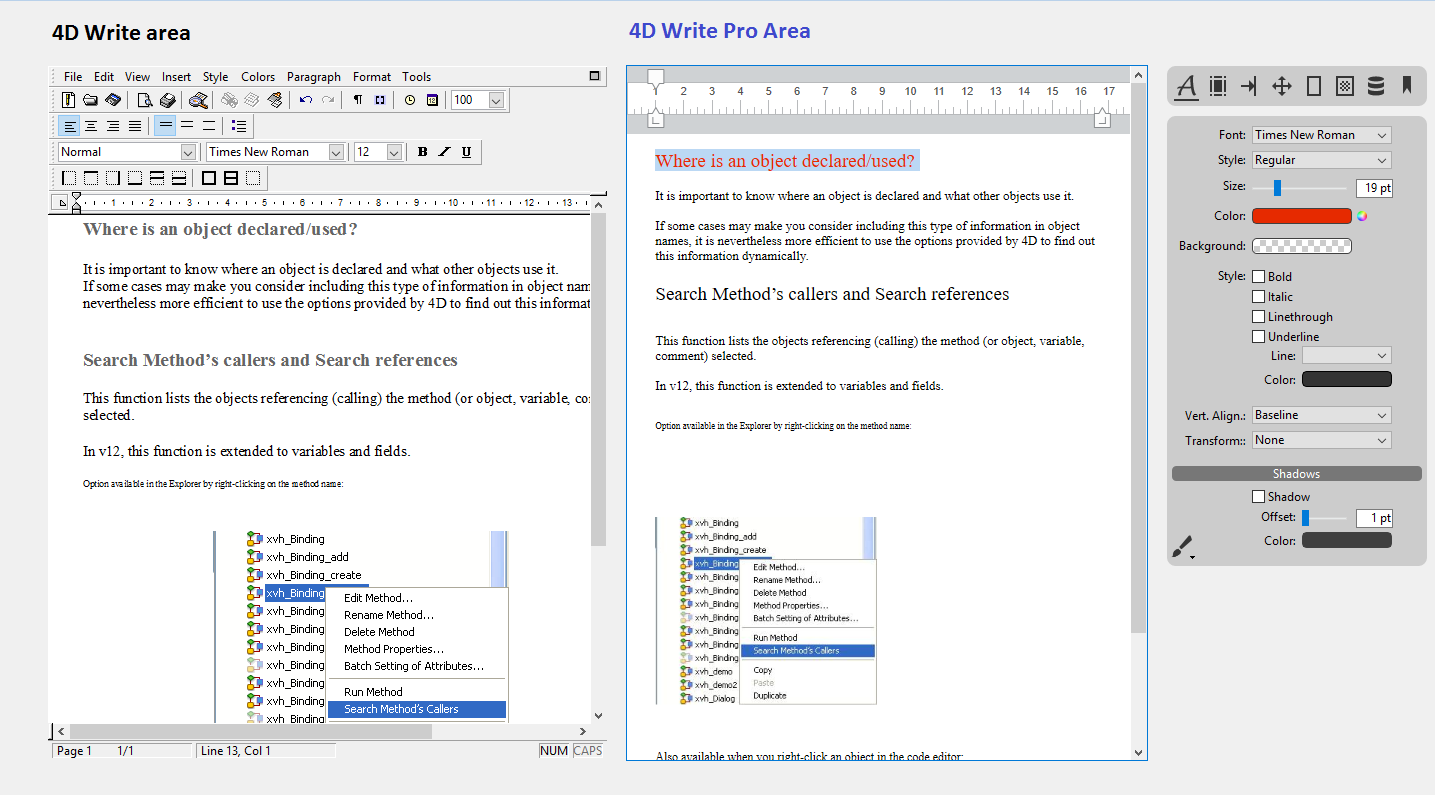 4D Write area
File Edit View Insert Style Colors Paragraph Format Tools
100
Normal Times New Roman 12 B I U
1 2 3 4 5 6 7 8 9 10 11 12 13
Where is an object declared/used?
It is important to know where an object is declared and what other objects use it.
If some cases may make you consider including this type of information in object nam
nevertheless more efficient to use the options provided by 4D to find out this informat
Search Method's callers and Search references
This function lists the objects referencing (calling) the method (or object, variable, co
selected.
In v12, this function is extended to variables and fields.
Option available in the Explorer by right-clicking on the method name:
xvh_Binding
xvh_Binding_add
xvh_Binding_create
xvh_Binding
xvh_Binding
xvh_Binding
xvh_Binding
xvh_Binding
xvh_Binding
xvh_Binding
xvh_Binding
Edit Method...
Rename Method...
Delete Method
Method Properties...
Batch Setting of Attributes...
Run Method
Search Method's Callers
Page 1 1/1 Line 13, Col 1 NUM CAPS
4D Write Pro Area
1 2 3 4 5 6 7 8 9 10 11 12 13 14 15 16 17
Where is an object declared/used?
It is important to know where an object is declared and what other objects use it.
If some cases may make you consider including this type of information in object
names, it is nevertheless more efficient to use the options provided by 4D to find out
this information dynamically.
Search Method's callers and Search references
This function lists the objects referencing (calling) the method (or object, variable,
comment) selected.
In v12, this function is extended to variables and fields.
Option available in the Explorer by right-clicking on the method name:
xvh_Binding
xvh_Binding_add
xvh_Binding_create
xvh_Binding
xvh_Binding
xvh_Binding
xvh_Binding
xvh_Binding
xvh_Binding
xvh_Binding
xvh_Binding
xvh_demo
xvh_demo2
xvh_Dialog
Edit Method...
Rename Method...
Delete Method
Method Properties...
Batch Setting of Attributes...
Run Method
Search Method's Callers
Copy
Paste
Duplicate
Also available when you right-click an object in the code editor:
A
Font: Times New Roman
Style: Regular
Size: 19 pt
Color:
Background:
Style: Bold
Italic
Linethrough
Underline
Line:
Color:
Vert. Align.: Baseline
Transform:: None
Shadows
Shadow
Offset: 1 pt
Color: